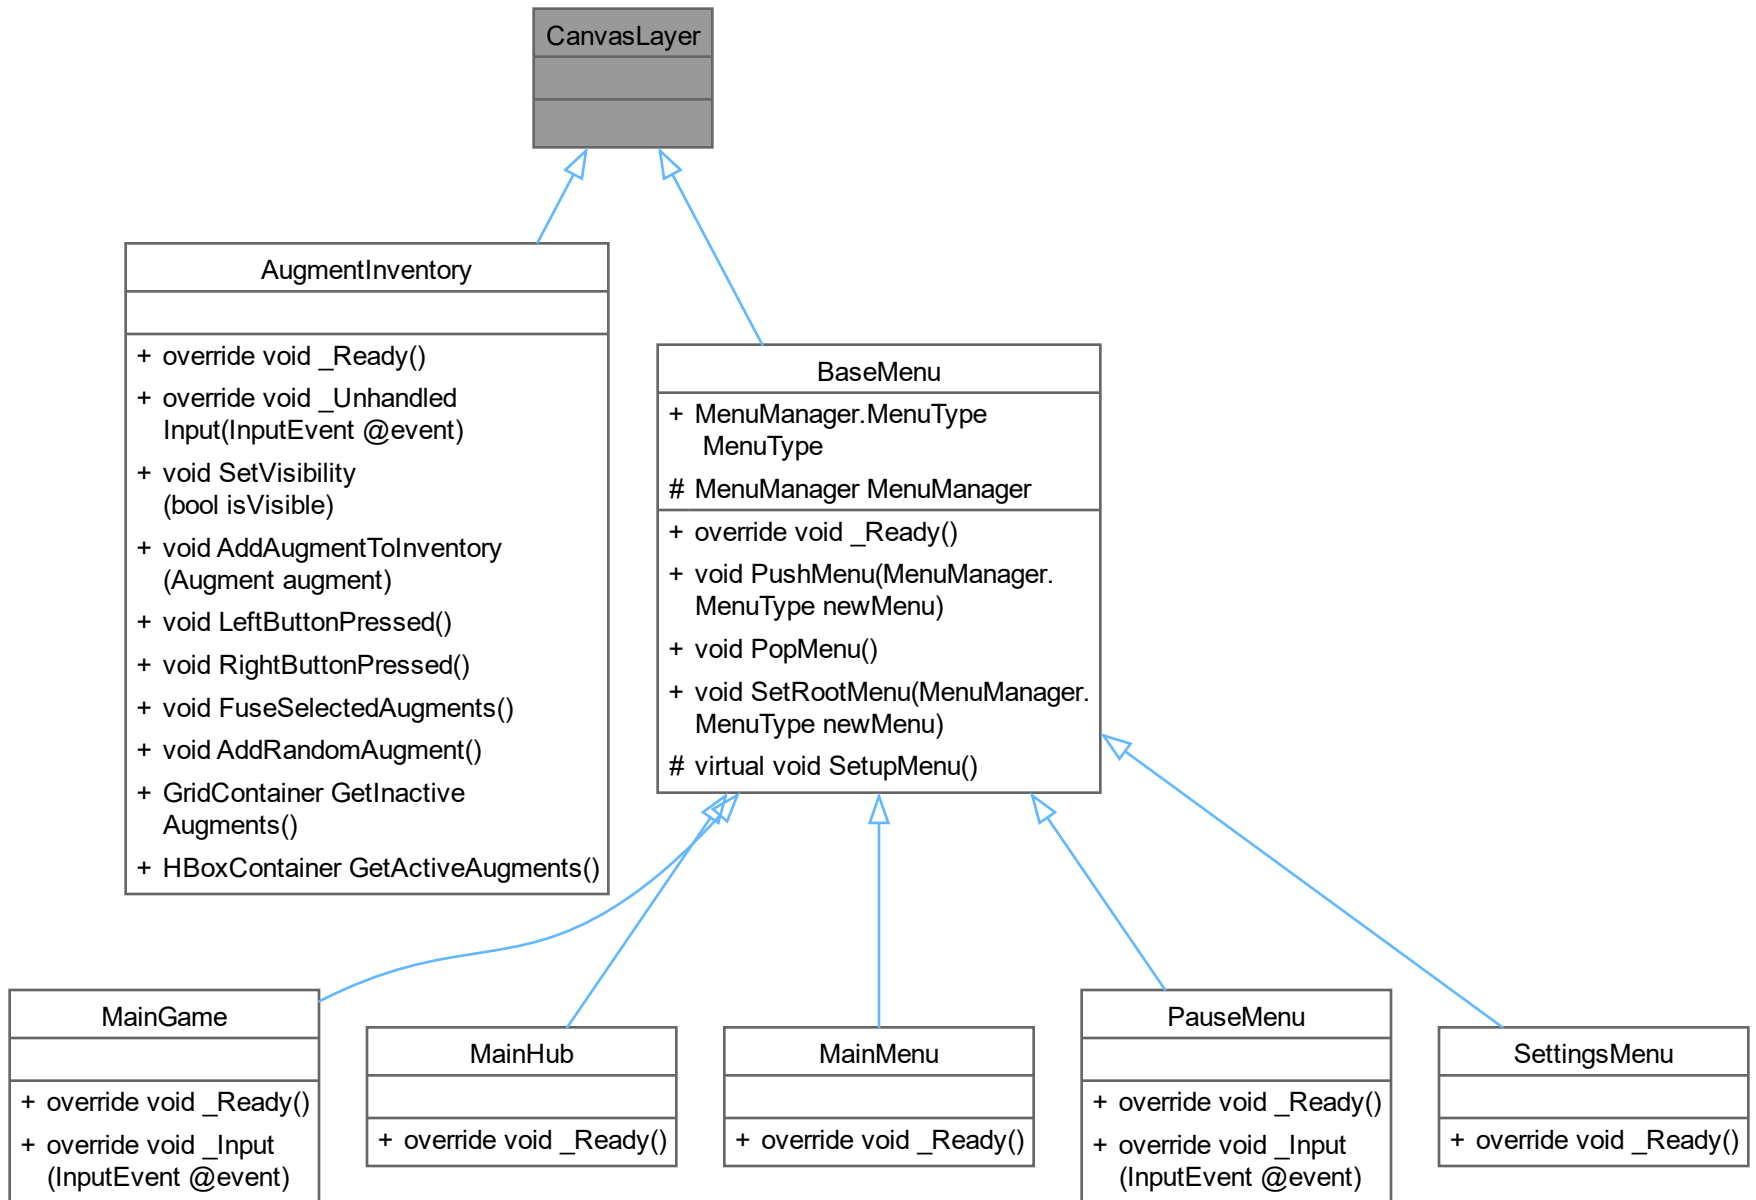 CanvasLayer
AugmentInventory
+ override void _Ready()
+ override void _Unhandled
Input(InputEvent @event)
+ void SetVisibility
(bool isVisible)
+ void AddAugmentToInventory
(Augment augment)
+ void LeftButtonPressed()
+ void RightButtonPressed()
+ void FuseSelectedAugments()
+ void AddRandomAugment()
+ GridContainer GetInactive
Augments()
+ HBoxContainer GetActiveAugments()
BaseMenu
+ MenuManager.MenuType
MenuType
# MenuManager MenuManager
+ override void _Ready()
+ void PushMenu(MenuManager.
MenuType newMenu)
+ void PopMenu()
+ void SetRootMenu(MenuManager.
MenuType newMenu)
# virtual void SetupMenu()
MainGame
+ override void _Ready()
+ override void _Input
(InputEvent @event)
MainHub
+ override void _Ready()
MainMenu
+ override void _Ready()
PauseMenu
+ override void _Ready()
+ override void _Input
(InputEvent @event)
SettingsMenu
+ override void _Ready()